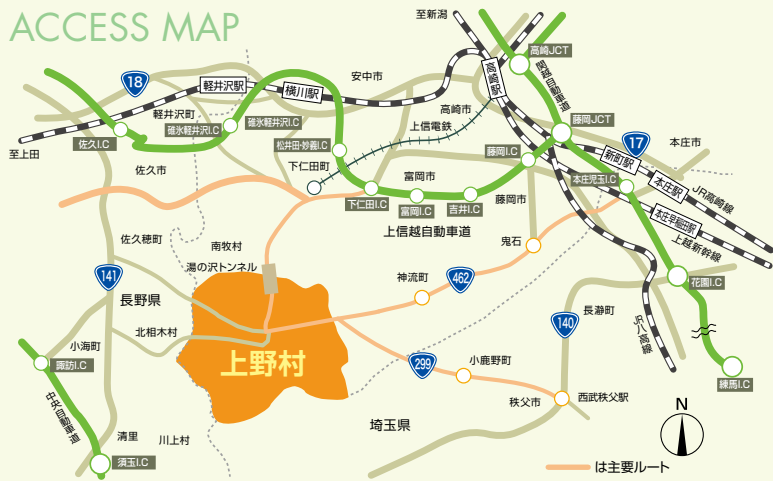 ACCESS MAP
至新潟
高崎JCT
関越自動車道
高崎駅
18
軽井沢駅
横川駅
安中市
軽井沢町
碓氷軽井沢I.C
碓氷軽井沢I.C
高崎市
上信電鉄
藤岡JCT
17
本庄市
佐久I.C
至上田
佐久市
松井田・妙義I.C
下仁田町
藤岡I.C
新町駅
本庄児玉I.C
本庄駅
JR高崎線
富岡市
下仁田I.C
富岡I.C
吉井I.C
藤岡市
本庄早稲田駅
上越新幹線
上信越自動車道
佐久穂町
南牧村
鬼石
湯の沢トンネル
141
神流町
462
花園I.C
長野県
北相木村
長瀞町
140
JR八高線
小海町
諏訪I.C
上野村
299
小鹿野町
練馬I.C
中央自動車道
秩父市
西武秩父駅
清里
川上村
埼玉県
須玉I.C
N
は主要ルート